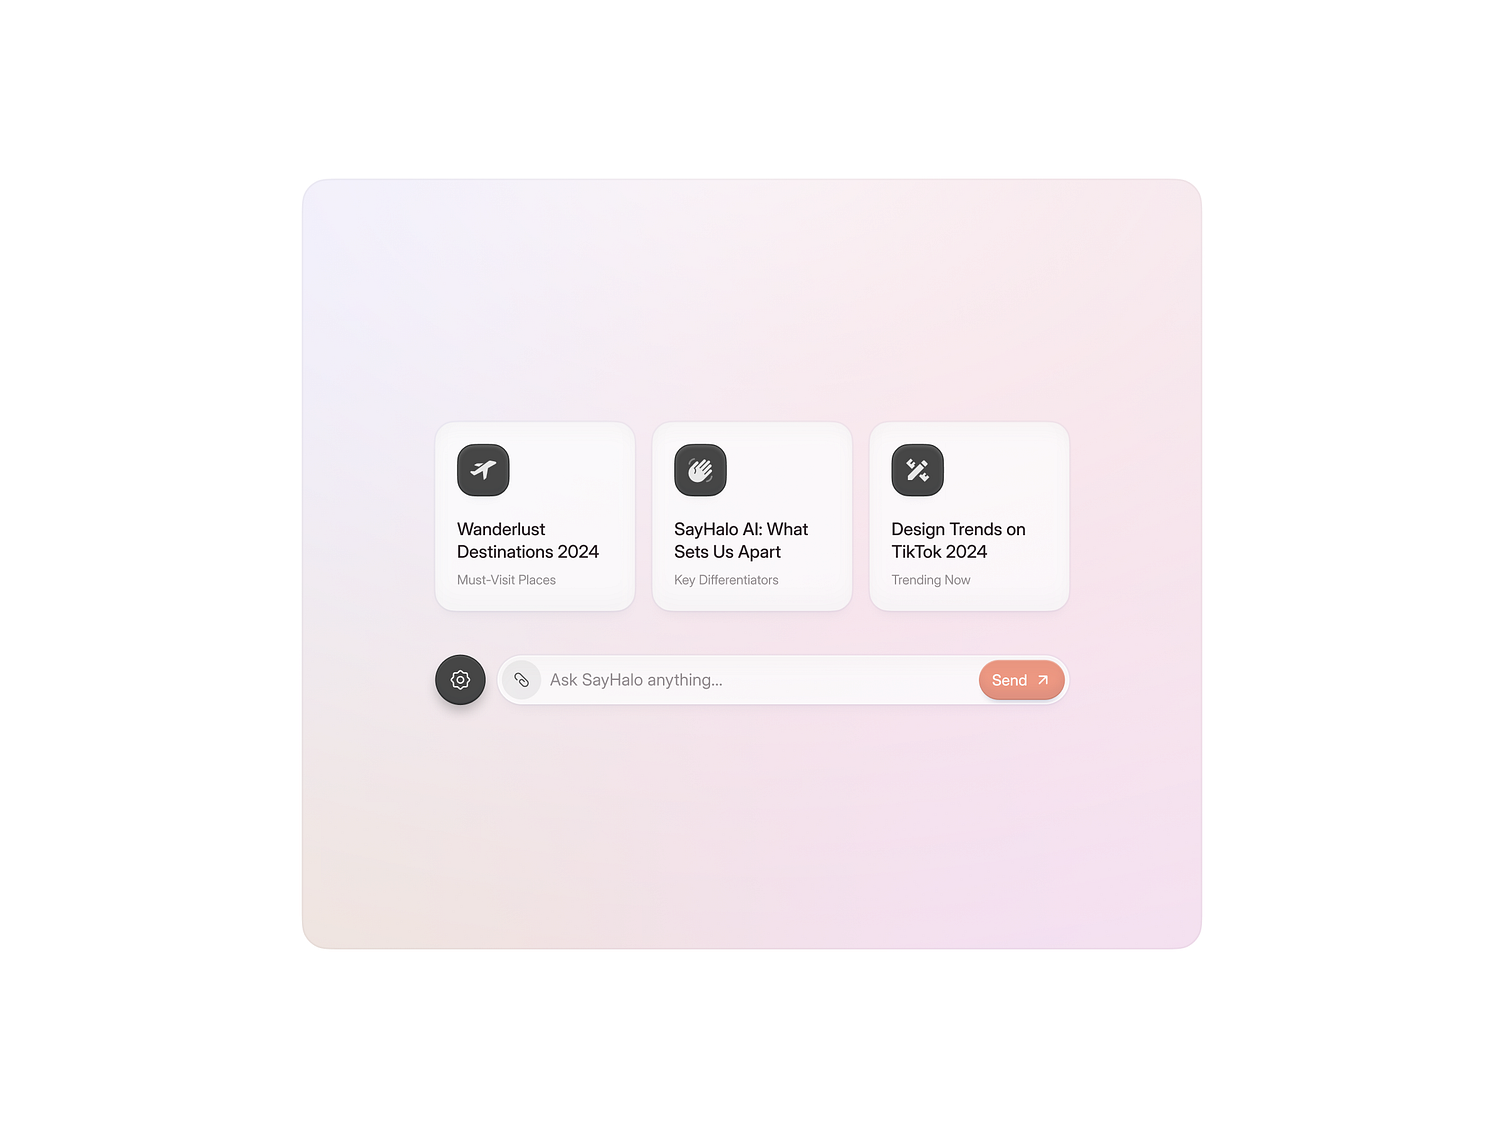 Wanderlust
Destinations 2024
Must-Visit Places
SayHalo AI: What
Sets Us Apart
Key Differentiators
Design Trends on
TikTok 2024
Trending Now
Ask SayHalo anything...
Send